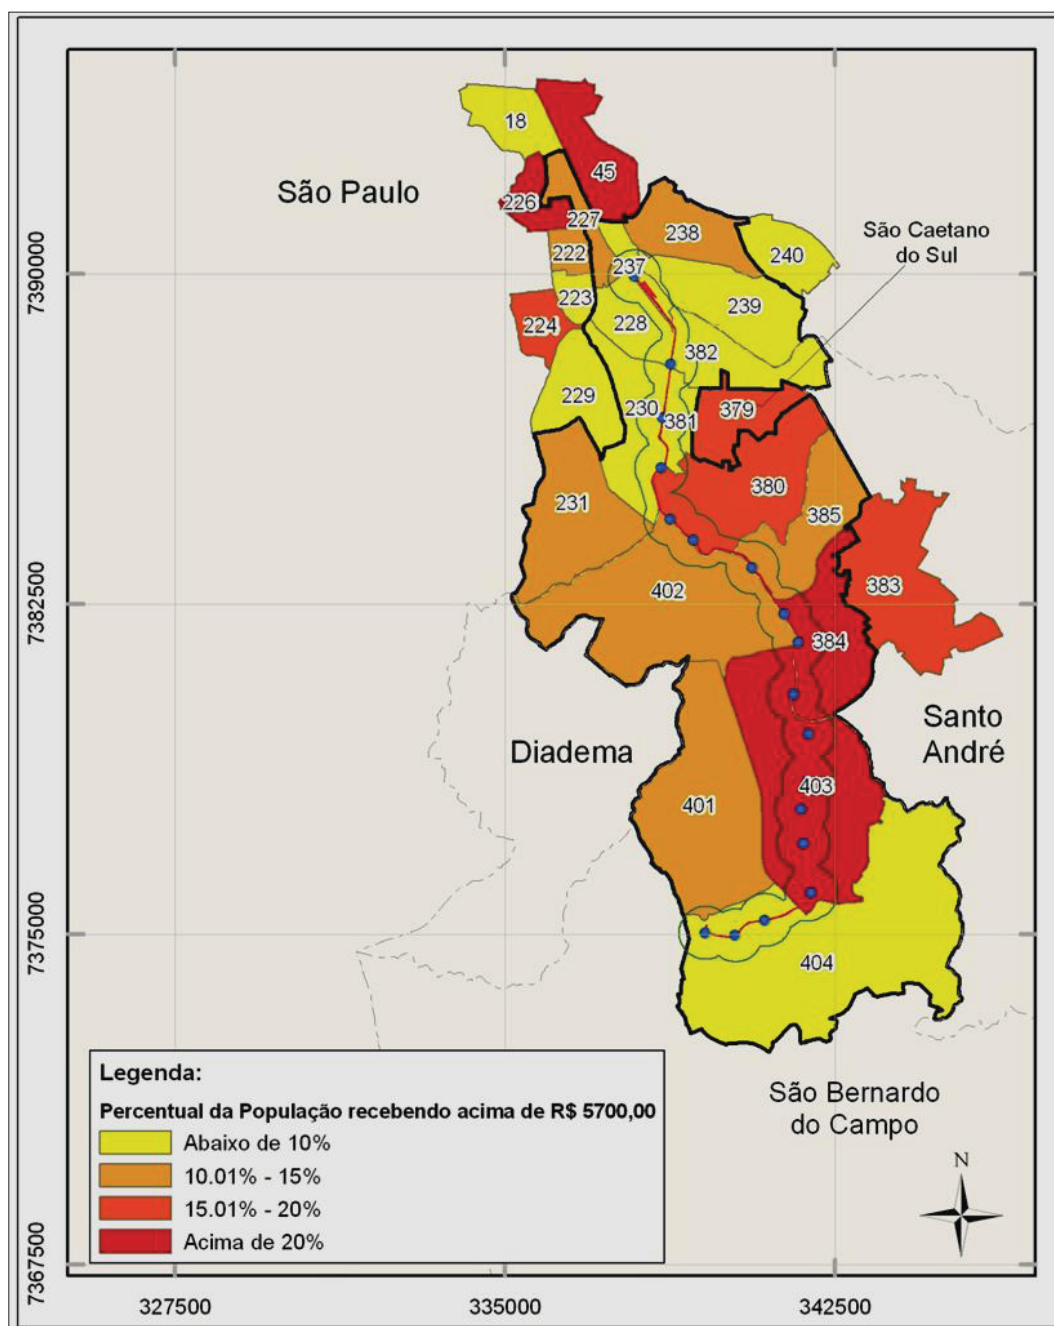 18
45
São Paulo
226
227
238
São Caetano
do Sul
222
240
237
223
239
224
228
382
229
230
381
379
231
380
385
402
383
384
Santo
André
Diadema
403
401
404
São Bernardo
do Campo
7390000
7382500
7375000
7367500
Legenda:
Percentual da População recebendo acima de R$ 5700,00
Abaixo de 10%
10.01% - 15%
15.01% - 20%
Acima de 20%
N
327500
335000
342500